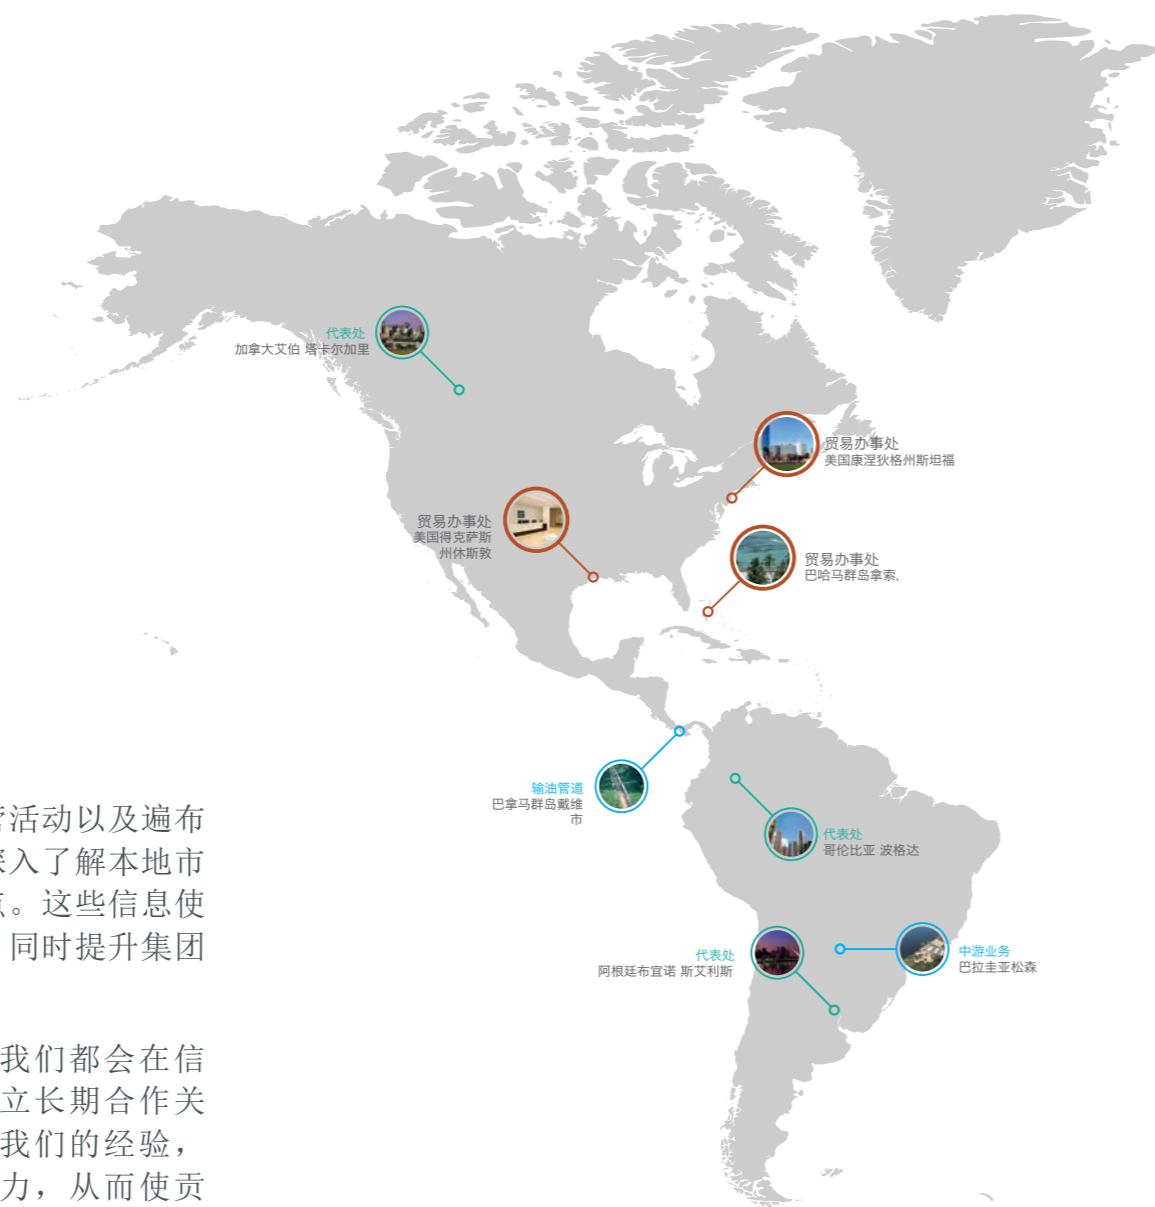 代表处
加拿大艾伯 塔卡尔加里
贸易办事处
美国康涅狄格州斯坦福
贸易办事处
美国得克萨斯
州休斯敦
贸易办事处
巴哈马群岛拿索,
输油管道
巴拿马群岛戴维
市
代表处
哥伦比亚 波格达
代表处
阿根廷布宜诺 斯艾利斯
中游业务
巴拉圭亚松森
营活动以及遍布
深入了解本地市
点。这些信息使
同时提升集团
我们都会在信
立长期合作关
我们的经验，
力，从而使贡